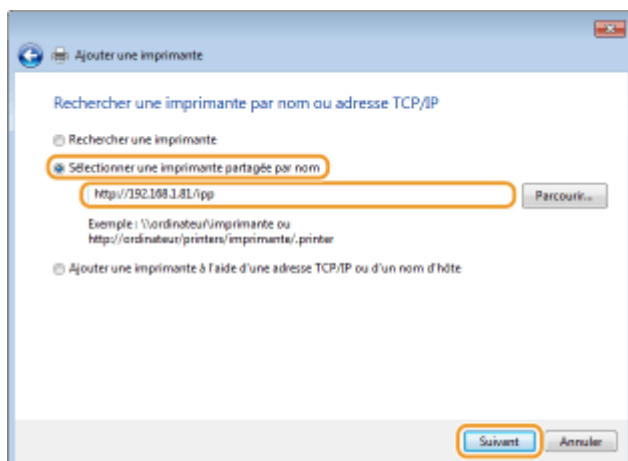 Ajouter une imprimante
Rechercher une imprimante par nom ou adresse TCP/IP
Rechercher une imprimante
Sélectionner une imprimante partagée par nom
http://192.168.1.81/ipp
Parcourir...
Exemple : \\ordinateur\imprimante ou
http://ordinateur/printers/imprimante/.printer
Ajouter une imprimante à l'aide d'une adresse TCP/IP ou d'un nom d'hôte
Suivant
Annuler